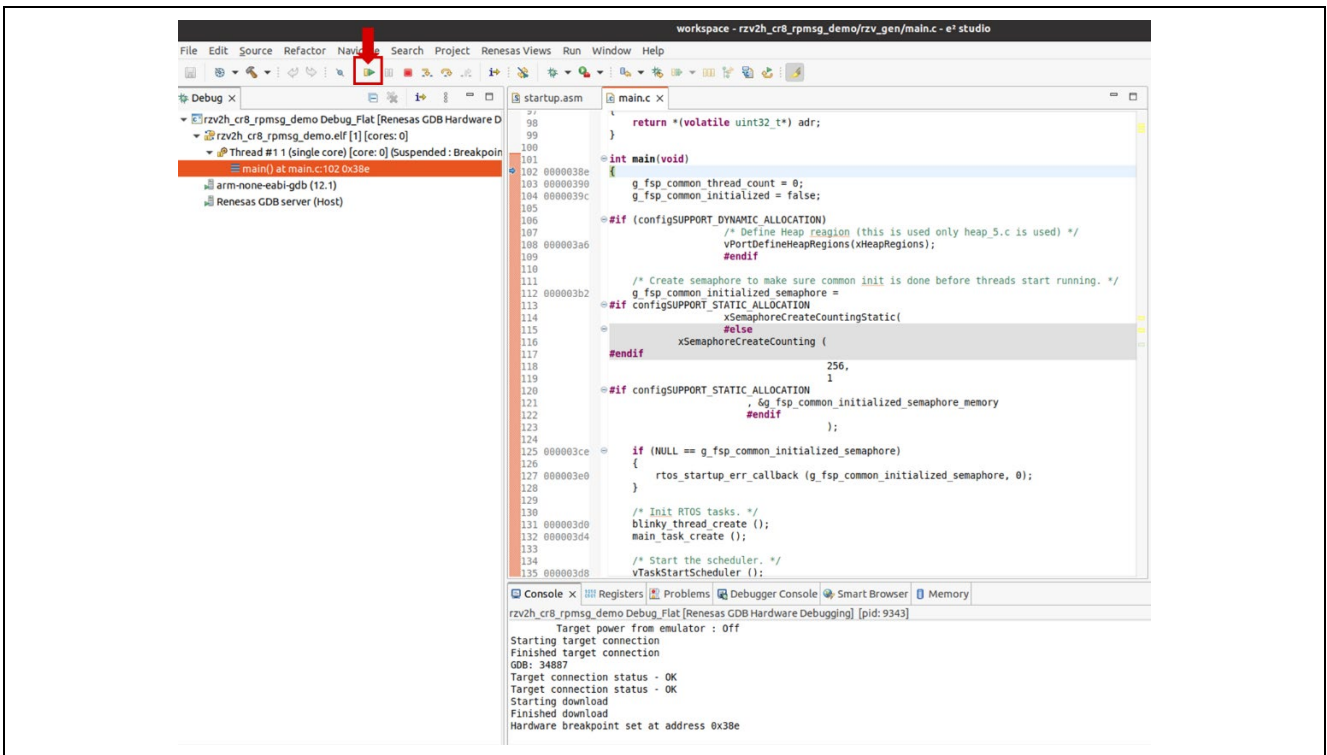 workspace - rzv2h_cr8_rpmsg_demo/rzv_gen/main.c - e² studio
File Edit Source Refactor Navigate Search Project Renesas Views Run Window Help
Debug
rzv2h_cr8_rpmsg_demo Debug_Flat [Renesas GDB Hardware D
rzv2h_cr8_rpmsg_demo.elf [1] [cores: 0]
Thread #1 1 (single core) [core: 0] (Suspended : Breakpoin
main() at main.c:102 0x38e
arm-none-eabi-gdb (12.1)
Renesas GDB server (Host)
startup.asm main.c
97 {
98 return *(volatile uint32_t*) adr;
99 }
100
101 int main(void)
102 0000038e {
103 00000390 g_fsp_common_thread_count = 0;
104 0000039c g_fsp_common_initialized = false;
105
106 #if (configSUPPORT_DYNAMIC_ALLOCATION)
107 /* Define Heap reagion (this is used only heap_5.c is used) */
108 000003a6 vPortDefineHeapRegions(xHeapRegions);
109 #endif
110
111 /* Create semaphore to make sure common init is done before threads start running. */
112 000003b2 g_fsp_common_initialized_semaphore =
113 #if configSUPPORT_STATIC_ALLOCATION
114 xSemaphoreCreateCountingStatic(
115 #else
116 xSemaphoreCreateCounting (
117 #endif
118 256,
119 1
120 #if configSUPPORT_STATIC_ALLOCATION
121 , &g_fsp_common_initialized_semaphore_memory
122 #endif
123 );
124
125 000003ce if (NULL == g_fsp_common_initialized_semaphore)
126 {
127 000003e0 rtos_startup_err_callback (g_fsp_common_initialized_semaphore, 0);
128 }
129
130 /* Init RTOS tasks. */
131 000003d0 blinky_thread_create ();
132 000003d4 main_task_create ();
133
134 /* Start the scheduler. */
135 000003d8 vTaskStartScheduler ();
Console Registers Problems Debugger Console Smart Browser Memory
rzv2h_cr8_rpmsg_demo Debug_Flat [Renesas GDB Hardware Debugging] [pid: 9343]
Target power from emulator : Off
Starting target connection
Finished target connection
GDB: 34887
Target connection status - OK
Target connection status - OK
Starting download
Finished download
Hardware breakpoint set at address 0x38e